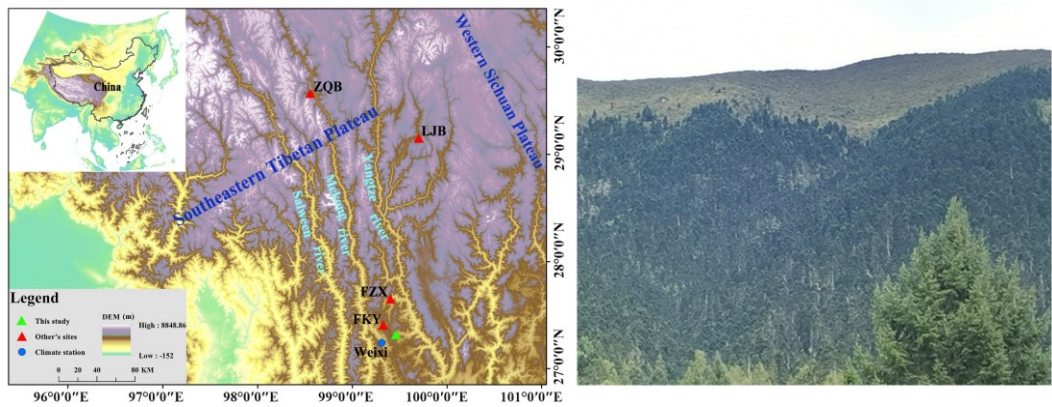 China
ZQB
LJB
Western Sichuan Plateau
Southeastern Tibetan Plateau
Salween river
Mekong river
Yangtze river
FZX
FKY
Weixi
Legend
This study
Other's sites
Climate station
DEM (m)
High : 8848.86
Low : -152
0 20 40 80
KM
96°0'0"E 97°0'0"E 98°0'0"E 99°0'0"E 100°0'0"E 101°0'0"E
30°0'0"N
29°0'0"N
28°0'0"N
27°0'0"N